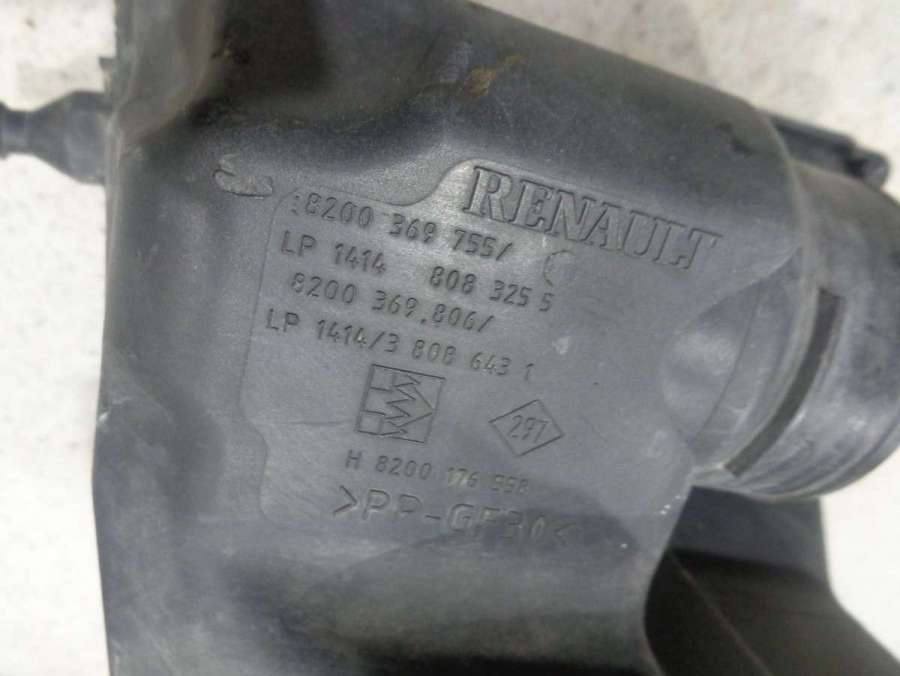 RENAULT
8200 369 755/
LP 1414 808 325 5
8200 369.806/
LP 1414/3 808 643 1
297
H 8200 176 558
>PP-GF30<